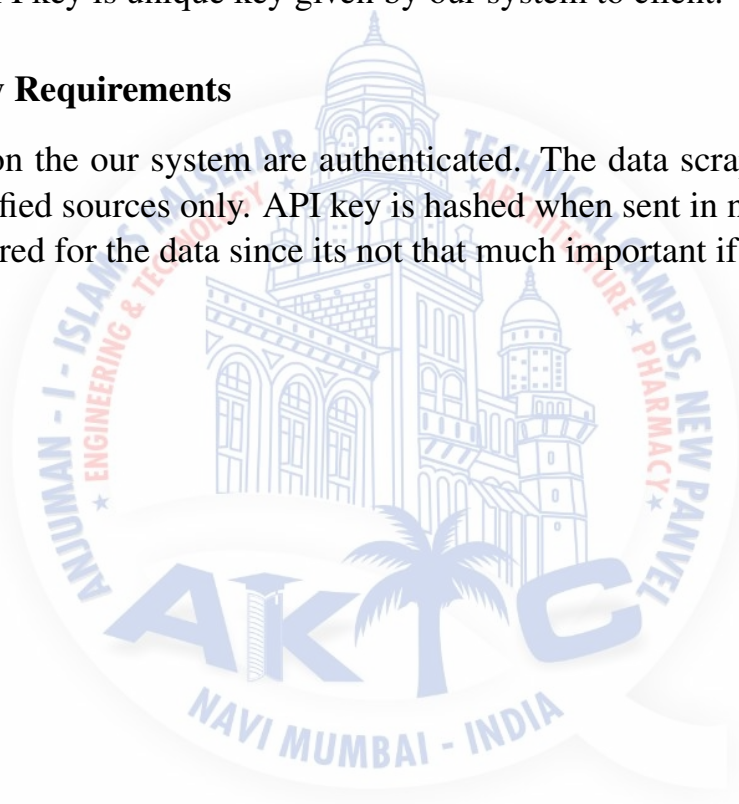 key is unique key given by our system to client.
Requirements
on the our system are authenticated. The data scra
fied sources only. API key is hashed when sent in
red for the data since its not that much important if
ANJUMAN - I - ISLAM'S KALSEKAR TECHNICAL CAMPUS, NEW PANVEL
ENGINEERING & TECHNOLOGY ★ ARCHITECTURE ★ PHARMACY
AKTC
NAVI MUMBAI - INDIA